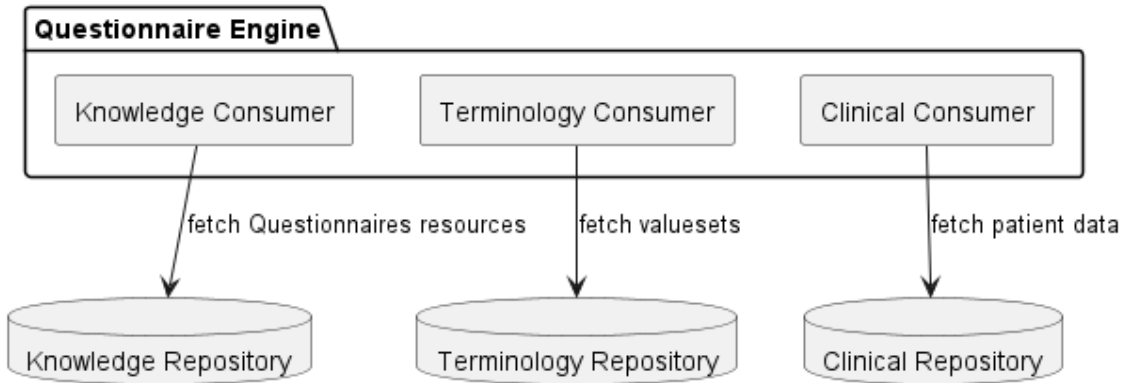 Questionnaire Engine
Knowledge Consumer
Terminology Consumer
Clinical Consumer
fetch Questionnaires resources
fetch valuesets
fetch patient data
Knowledge Repository
Terminology Repository
Clinical Repository